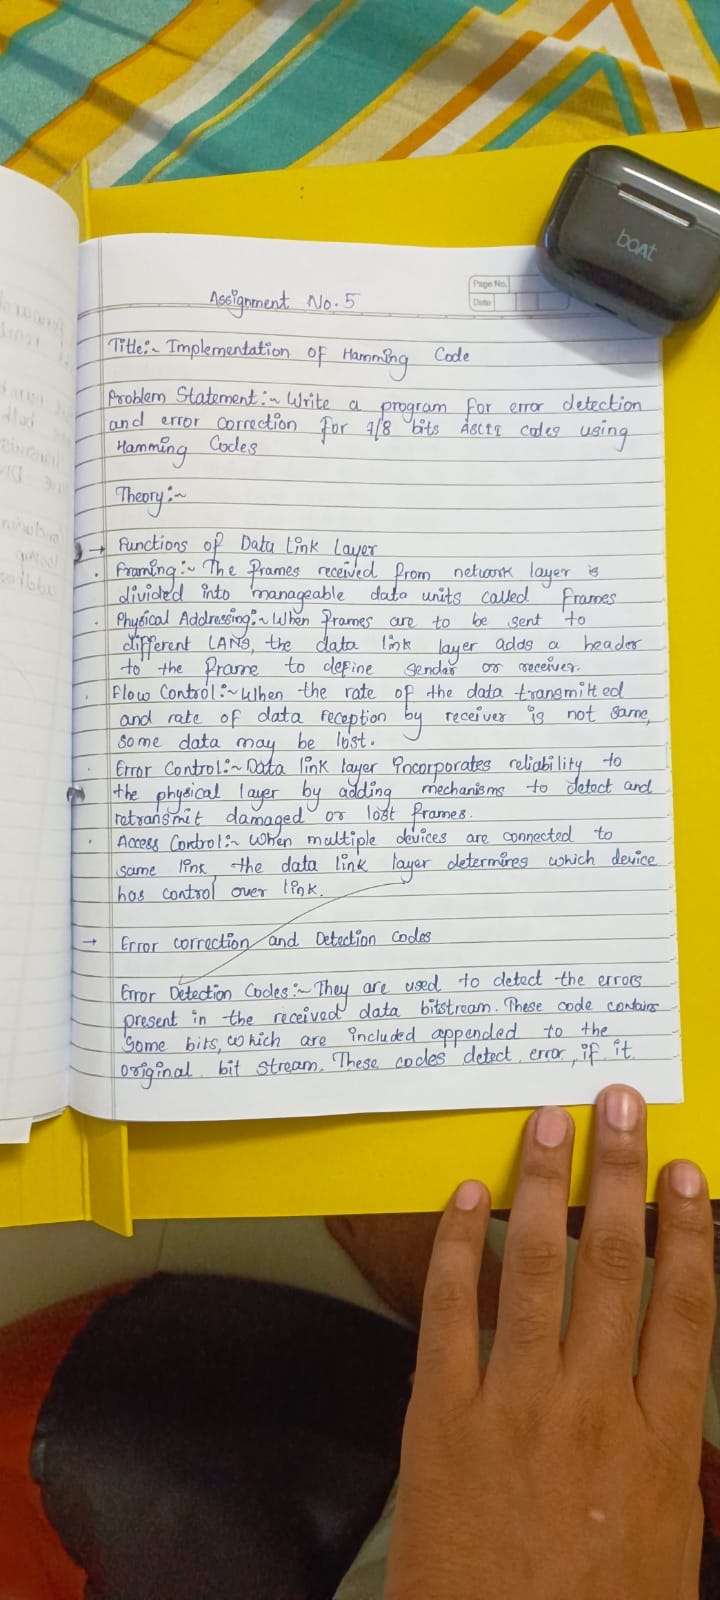 boAt
Page No.
Date
Assignment No. 5
Title:~ Implementation of Hamming Code
Problem Statement:~ Write a program for error detection
and error correction for 7/8 bits ASCII codes using
Hamming Codes
Theory:~
→ Functions of Data Link Layer
. Framing:~ The frames received from network layer is
divided into manageable data units called frames
. Physical Addressing:~ When frames are to be sent to
different LANs, the data link layer adds a header
to the frame to define sender or receiver.
. Flow Control:~ When the rate of the data transmitted
and rate of data reception by receiver is not same,
some data may be lost.
. Error Control:~ Data link layer incorporates reliability to
the physical layer by adding mechanisms to detect and
retransmit damaged or lost frames.
. Access Control:~ When multiple devices are connected to
same link, the data link layer determines which device
has control over link.
→ Error correction and Detection Codes
Error Detection Codes:~ They are used to detect the errors
present in the received data bitstream. These code contains
some bits, which are included appended to the
original bit stream. These codes detect error, if it